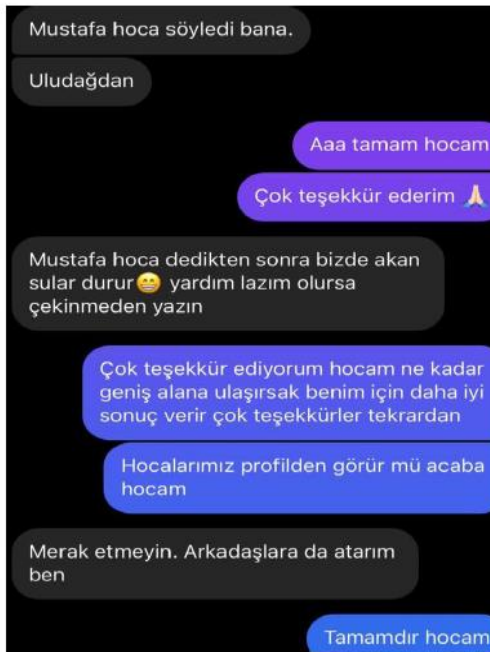 Mustafa hoca söyledi bana.
Uludağdan
Aaa tamam hocam
Çok teşekkür ederim 🙏🏻
Mustafa hoca dedikten sonra bizde akan
sular durur😁 yardım lazım olursa
çekinmeden yazın
Çok teşekkür ediyorum hocam ne kadar
geniş alana ulaşırsak benim için daha iyi
sonuç verir çok teşekkürler tekrardan
Hocalarımız profilden görür mü acaba
hocam
Merak etmeyin. Arkadaşlara da atarım
ben
Tamamdır hocam